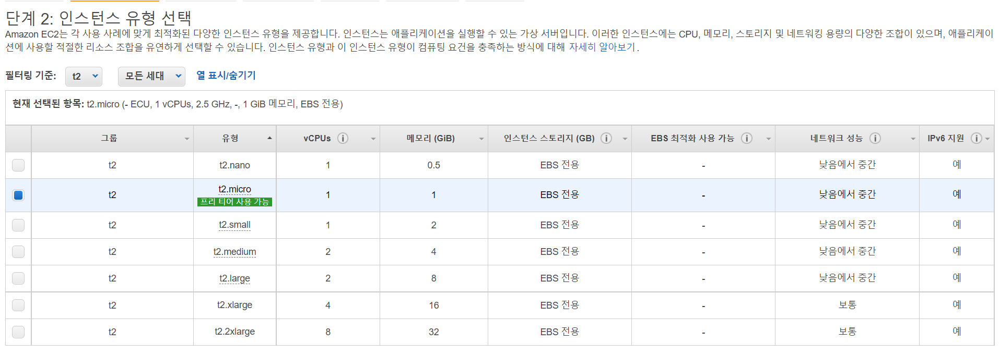 단계 2: 인스턴스 유형 선택
Amazon EC2는 각 사용 사례에 맞게 최적화된 다양한 인스턴스 유형을 제공합니다. 인스턴스는 애플리케이션을 실행할 수 있는 가상 서버입니다. 이러한 인스턴스에는 CPU, 메모리, 스토리지 및 네트워킹 용량의 다양한 조합이 있으며, 애플리케이
션에 사용할 적절한 리소스 조합을 유연하게 선택할 수 있습니다. 인스턴스 유형과 이 인스턴스 유형이 컴퓨팅 요건을 충족하는 방식에 대해 자세히 알아보기.
필터링 기준: t2 모든 세대 열 표시/숨기기
현재 선택된 항목: t2.micro (- ECU, 1 vCPUs, 2.5 GHz, -, 1 GiB 메모리, EBS 전용)
그룹 유형 vCPUs 메모리 (GiB) 인스턴스 스토리지 (GB) EBS 최적화 사용 가능 네트워크 성능 IPv6 지원
t2 t2.nano 1 0.5 EBS 전용 - 낮음에서 중간 예
t2 t2.micro 1 1 EBS 전용 - 낮음에서 중간 예
프리 티어 사용 가능
t2 t2.small 1 2 EBS 전용 - 낮음에서 중간 예
t2 t2.medium 2 4 EBS 전용 - 낮음에서 중간 예
t2 t2.large 2 8 EBS 전용 - 낮음에서 중간 예
t2 t2.xlarge 4 16 EBS 전용 - 보통 예
t2 t2.2xlarge 8 32 EBS 전용 - 보통 예